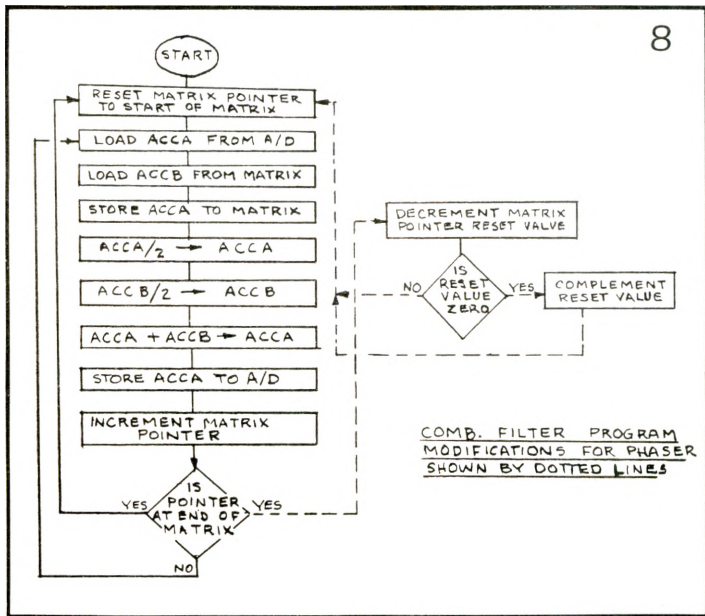 8
START
RESET MATRIX POINTER
TO START OF MATRIX
LOAD ACCA FROM A/D
LOAD ACCB FROM MATRIX
STORE ACCA TO MATRIX
ACCA/2 → ACCA
ACCB/2 → ACCB
ACCA + ACCB → ACCA
STORE ACCA TO A/D
INCREMENT MATRIX
POINTER
IS
POINTER
AT END OF
MATRIX
YES
YES
NO
DECREMENT MATRIX
POINTER RESET VALUE
IS
RESET
VALUE
ZERO
NO
YES
COMPLEMENT
RESET VALUE
COMB. FILTER PROGRAM
MODIFICATIONS FOR PHASER
SHOWN BY DOTTED LINES